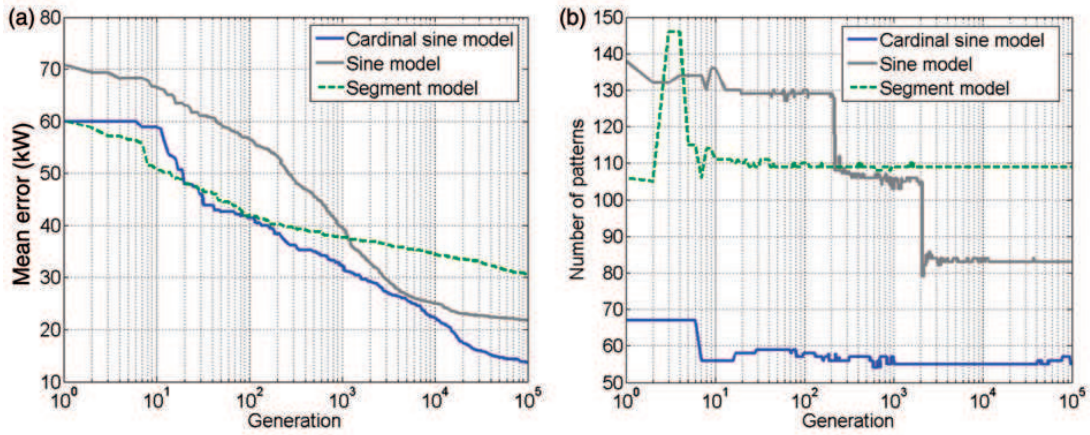 (a)
80
70
60
50
40
30
20
10
Mean error (kW)
Cardinal sine model
Sine model
Segment model
10^0
10^1
10^2
10^3
10^4
10^5
Generation
(b)
150
140
130
120
110
100
90
80
70
60
50
Number of patterns
Cardinal sine model
Sine model
Segment model
10^0
10^1
10^2
10^3
10^4
10^5
Generation